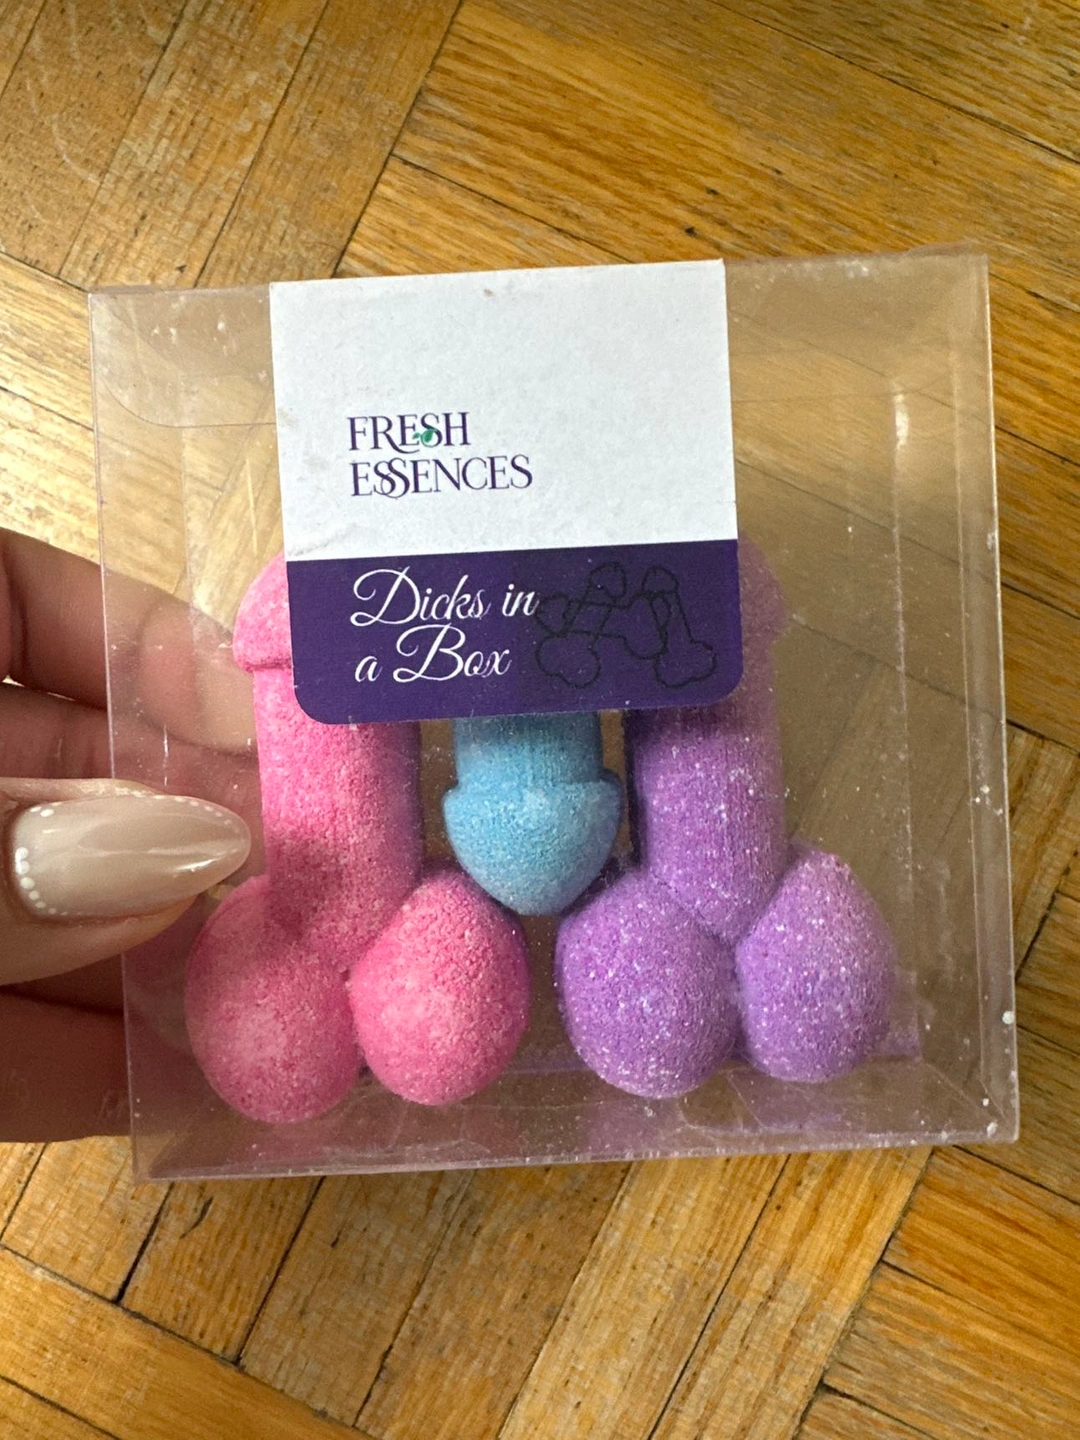 FRESH
ESSENCES
Dicks in
a Box